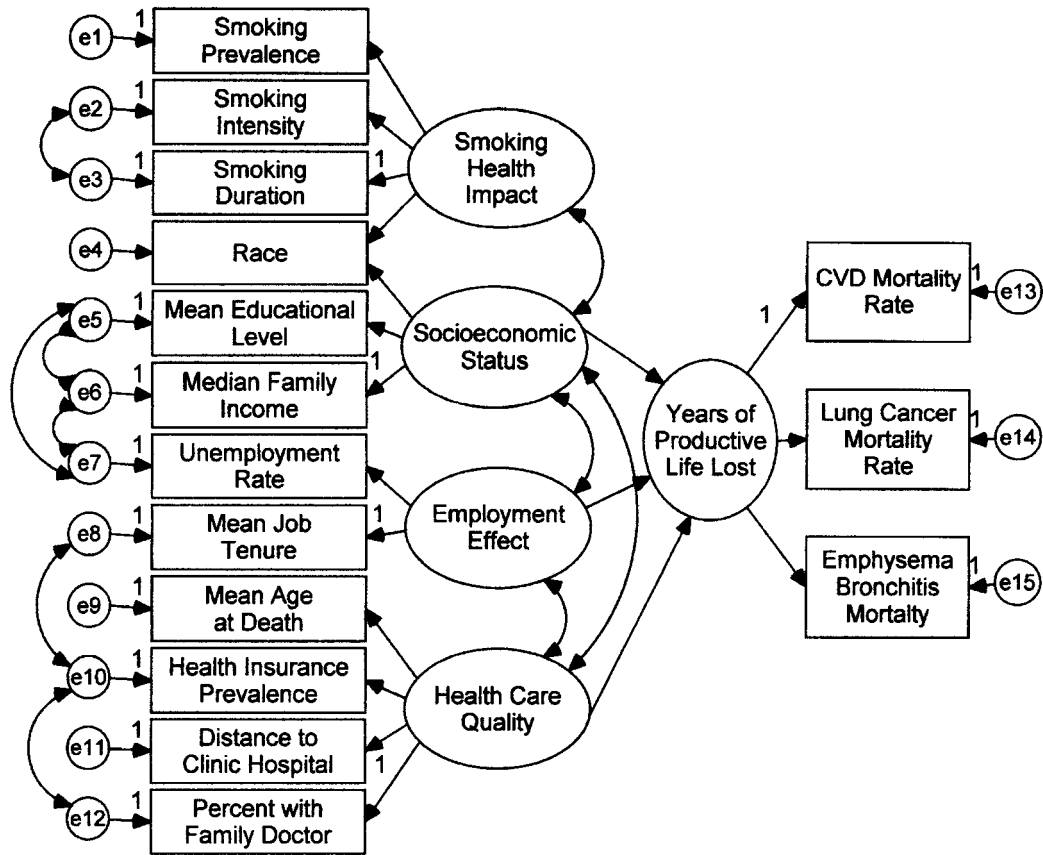 e1
1
Smoking
Prevalence
e2
1
Smoking
Intensity
e3
1
Smoking
Duration
1
e4
Race
e5
1
Mean Educational
Level
e6
1
Median Family
Income
1
e7
1
Unemployment
Rate
e8
1
Mean Job
Tenure
1
e9
1
Mean Age
at Death
e10
1
Health Insurance
Prevalence
e11
1
Distance to
Clinic Hospital
1
e12
1
Percent with
Family Doctor
Smoking
Health
Impact
Socioeconomic
Status
Employment
Effect
Health Care
Quality
Years of
Productive
Life Lost
1
CVD Mortality
Rate
1
e13
Lung Cancer
Mortality
Rate
1
e14
Emphysema
Bronchitis
Mortalty
1
e15